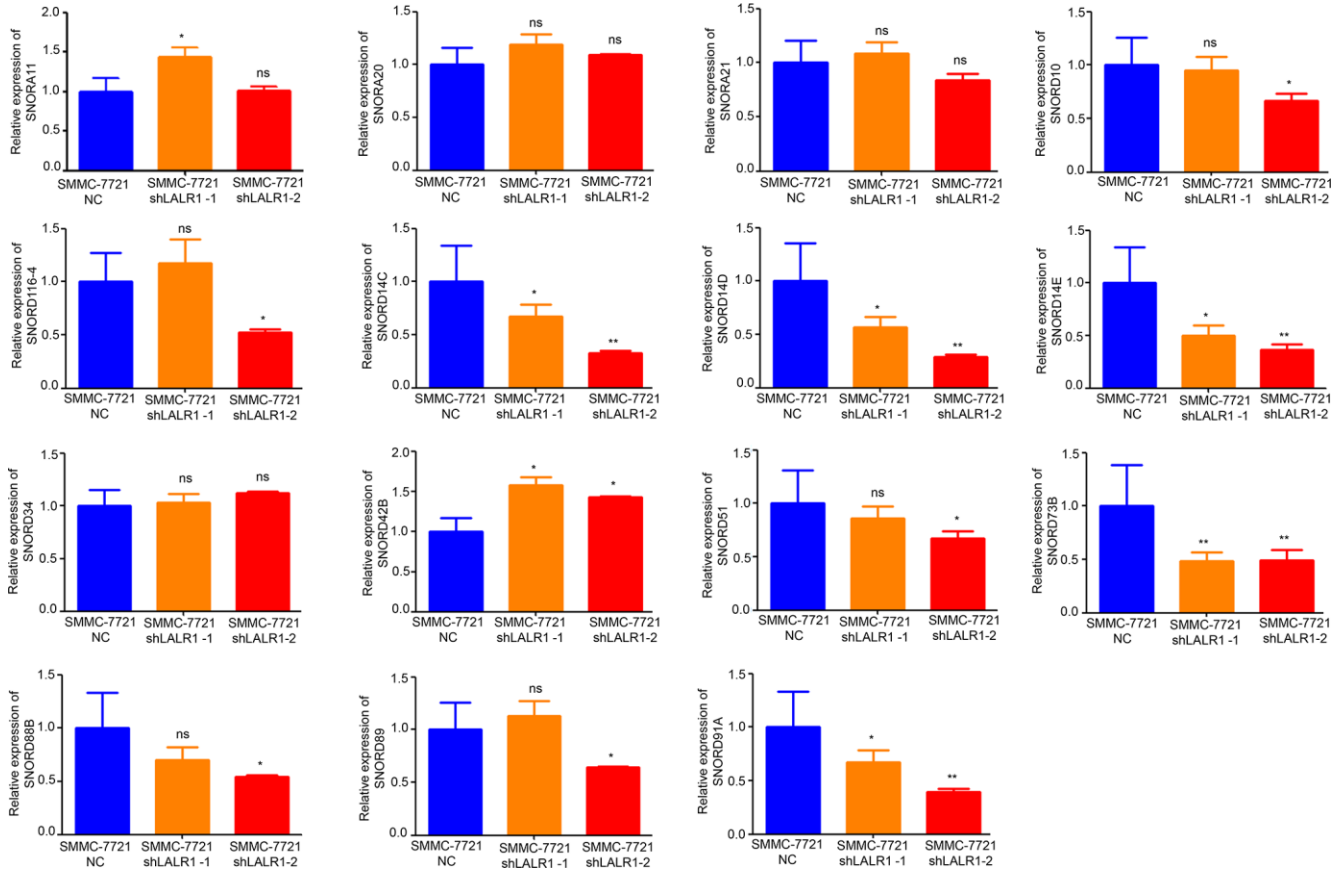 Relative expression of
SNORA11
2.0
1.5
1.0
0.5
0.0
*
ns
SMMC-7721
NC
SMMC-7721
shLALR1 -1
SMMC-7721
shLALR1-2
Relative expression of
SNORA20
1.5
1.0
0.5
0.0
ns
ns
SMMC-7721
NC
SMMC-7721
shLALR1-1
SMMC-7721
shLALR1-2
Relative expression of
SNORA21
1.5
1.0
0.5
0.0
ns
ns
SMMC-7721
NC
SMMC-7721
shLALR1 -1
SMMC-7721
shLALR1-2
Relative expression of
SNORD10
1.5
1.0
0.5
0.0
ns
*
SMMC-7721
NC
SMMC-7721
shLALR1 -1
SMMC-7721
shLALR1-2
Relative expression of
SNORD116-4
1.5
1.0
0.5
0.0
ns
*
SMMC-7721
NC
SMMC-7721
shLALR1 -1
SMMC-7721
shLALR1-2
Relative expression of
SNORD14C
1.5
1.0
0.5
0.0
*
**
SMMC-7721
NC
SMMC-7721
shLALR1 -1
SMMC-7721
shLALR1-2
Relative expression of
SNORD14D
1.5
1.0
0.5
0.0
*
**
SMMC-7721
NC
SMMC-7721
shLALR1 -1
SMMC-7721
shLALR1-2
Relative expression of
SNORD14E
1.5
1.0
0.5
0.0
*
**
SMMC-7721
NC
SMMC-7721
shLALR1 -1
SMMC-7721
shLALR1-2
Relative expression of
SNORD34
1.5
1.0
0.5
0.0
ns
ns
SMMC-7721
NC
SMMC-7721
shLALR1 -1
SMMC-7721
shLALR1-2
Relative expression of
SNORD42B
2.0
1.5
1.0
0.5
0.0
*
*
SMMC-7721
NC
SMMC-7721
shLALR1 -1
SMMC-7721
shLALR1-2
Relative expression of
SNORD51
1.5
1.0
0.5
0.0
ns
*
SMMC-7721
NC
SMMC-7721
shLALR1 -1
SMMC-7721
shLALR1-2
Relative expression of
SNORD73B
1.5
1.0
0.5
0.0
**
**
SMMC-7721
NC
SMMC-7721
shLALR1 -1
SMMC-7721
shLALR1-2
Relative expression of
SNORD88B
1.5
1.0
0.5
0.0
ns
*
SMMC-7721
NC
SMMC-7721
shLALR1 -1
SMMC-7721
shLALR1-2
Relative expression of
SNORD89
1.5
1.0
0.5
0.0
ns
*
SMMC-7721
NC
SMMC-7721
shLALR1 -1
SMMC-7721
shLALR1-2
Relative expression of
SNORD91A
1.5
1.0
0.5
0.0
*
**
SMMC-7721
NC
SMMC-7721
shLALR1 -1
SMMC-7721
shLALR1-2